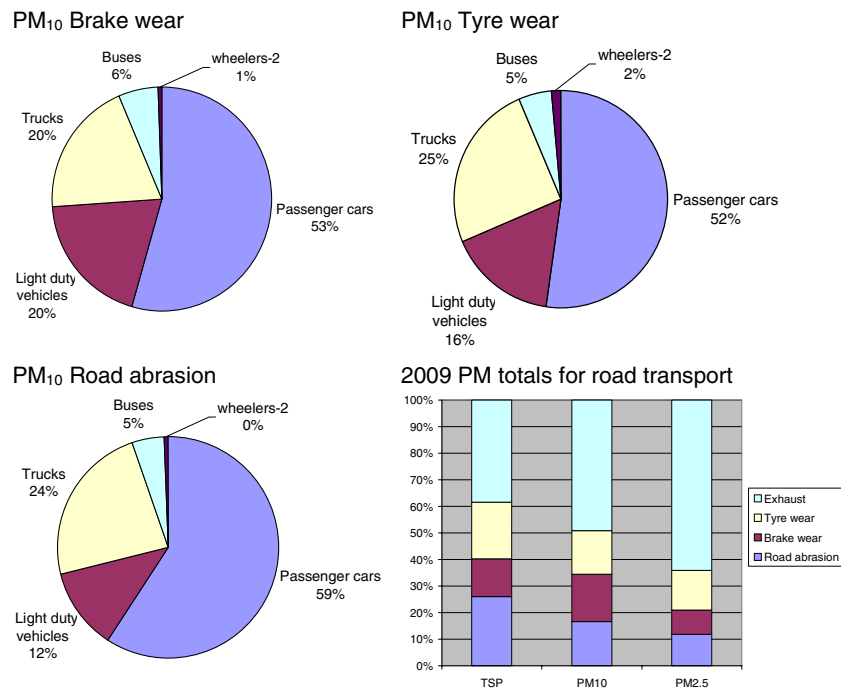 PM₁₀ Brake wear
Buses
6%
wheelers-2
1%
Trucks
20%
Passenger cars
53%
Light duty
vehicles
20%
PM₁₀ Tyre wear
Buses
5%
wheelers-2
2%
Trucks
25%
Passenger cars
52%
Light duty
vehicles
16%
PM₁₀ Road abrasion
Buses
5%
wheelers-2
0%
Trucks
24%
Passenger cars
59%
Light duty
vehicles
12%
2009 PM totals for road transport
100%
90%
80%
70%
60%
50%
40%
30%
20%
10%
0%
TSP
PM10
PM2.5
Exhaust
Tyre wear
Brake wear
Road abrasion